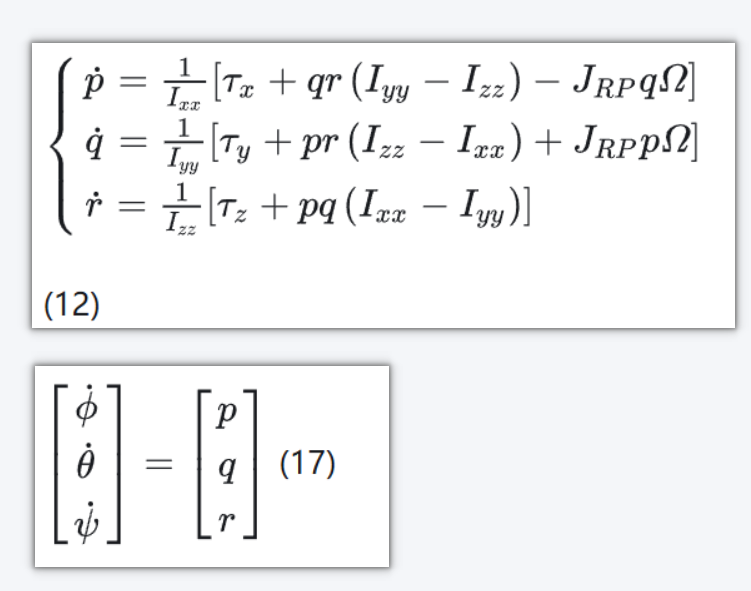 ṗ = 1/I_xx [τ_x + qr (I_yy − I_zz) − J_RP qΩ]
q̇ = 1/I_yy [τ_y + pr (I_zz − I_xx) + J_RP pΩ]
ṙ = 1/I_zz [τ_z + pq (I_xx − I_yy)]
(12)
[ϕ̇ θ̇ ψ̇] = [p q r] (17)